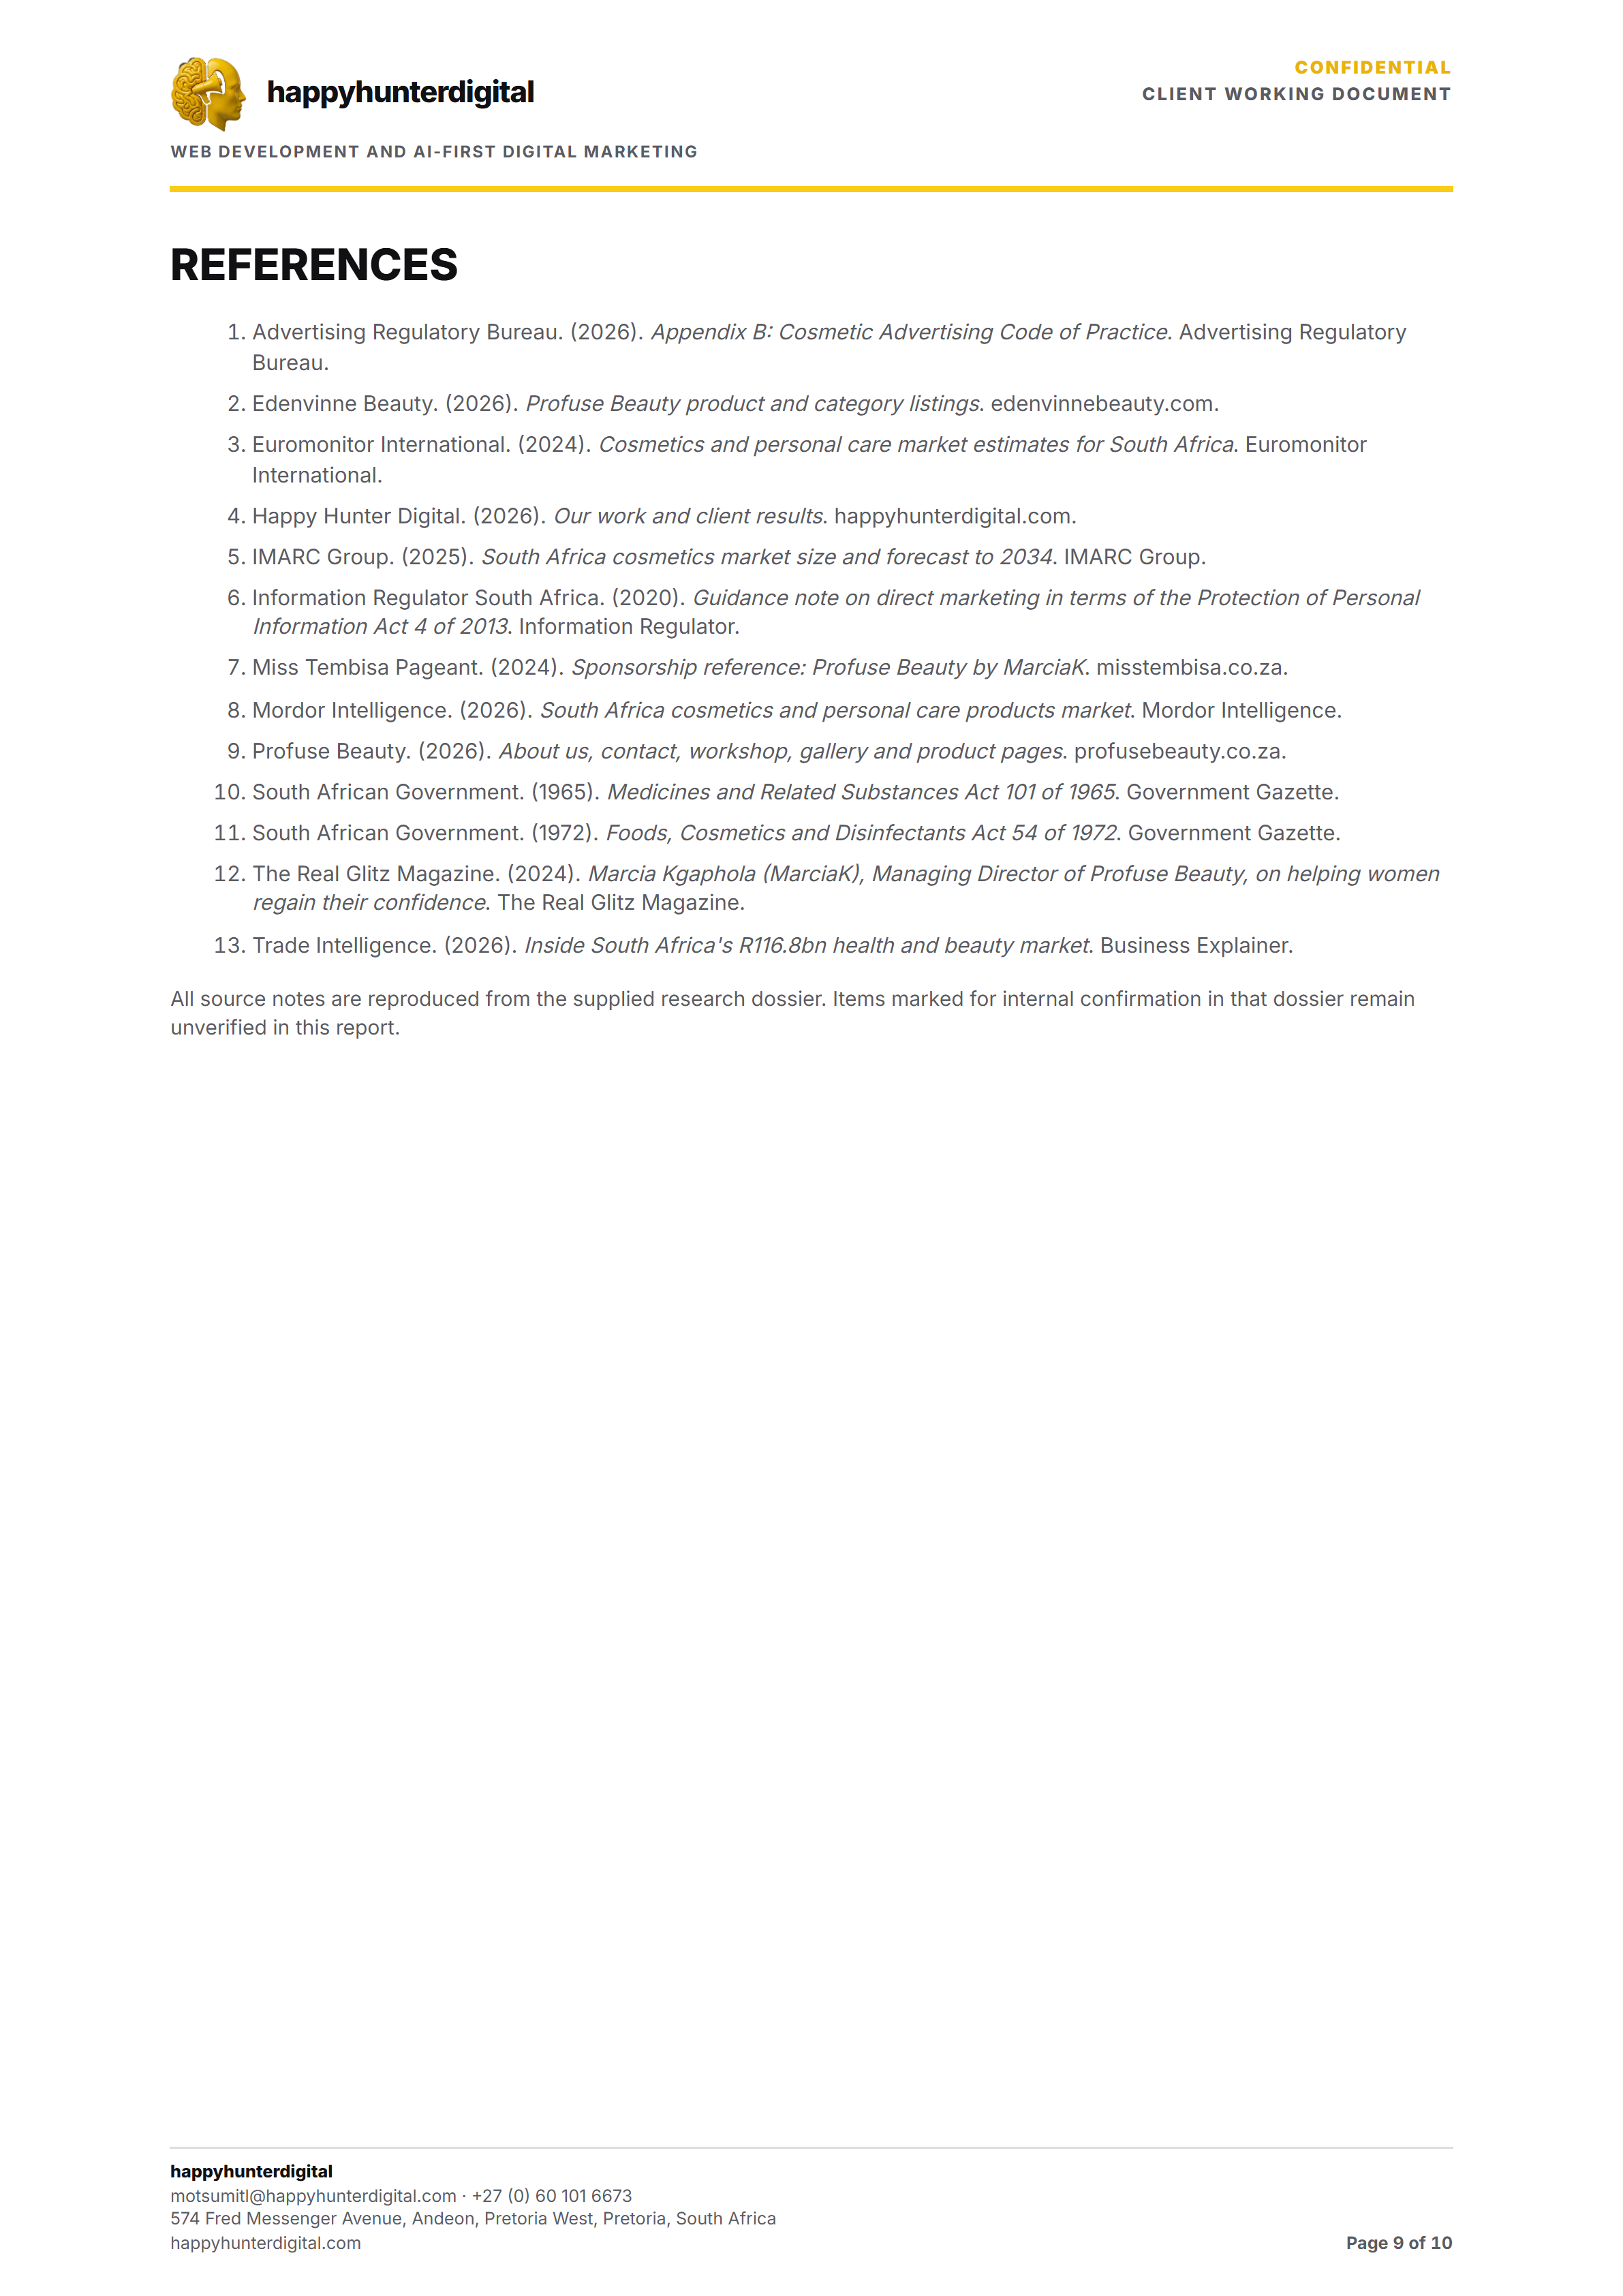 happyhunterdigital
CONFIDENTIAL
CLIENT WORKING DOCUMENT
WEB DEVELOPMENT AND AI-FIRST DIGITAL MARKETING
REFERENCES
1. Advertising Regulatory Bureau. (2026). Appendix B: Cosmetic Advertising Code of Practice. Advertising Regulatory
Bureau.
2. Edenvinne Beauty. (2026). Profuse Beauty product and category listings. edenvinnebeauty.com.
3. Euromonitor International. (2024). Cosmetics and personal care market estimates for South Africa. Euromonitor
International.
4. Happy Hunter Digital. (2026). Our work and client results. happyhunterdigital.com.
5. IMARC Group. (2025). South Africa cosmetics market size and forecast to 2034. IMARC Group.
6. Information Regulator South Africa. (2020). Guidance note on direct marketing in terms of the Protection of Personal
Information Act 4 of 2013. Information Regulator.
7. Miss Tembisa Pageant. (2024). Sponsorship reference: Profuse Beauty by MarciaK. misstembisa.co.za.
8. Mordor Intelligence. (2026). South Africa cosmetics and personal care products market. Mordor Intelligence.
9. Profuse Beauty. (2026). About us, contact, workshop, gallery and product pages. profusebeauty.co.za.
10. South African Government. (1965). Medicines and Related Substances Act 101 of 1965. Government Gazette.
11. South African Government. (1972). Foods, Cosmetics and Disinfectants Act 54 of 1972. Government Gazette.
12. The Real Glitz Magazine. (2024). Marcia Kgaphola (MarciaK), Managing Director of Profuse Beauty, on helping women
regain their confidence. The Real Glitz Magazine.
13. Trade Intelligence. (2026). Inside South Africa's R116.8bn health and beauty market. Business Explainer.
All source notes are reproduced from the supplied research dossier. Items marked for internal confirmation in that dossier remain
unverified in this report.
happyhunterdigital
motsumitl@happyhunterdigital.com · +27 (0) 60 101 6673
574 Fred Messenger Avenue, Andeon, Pretoria West, Pretoria, South Africa
happyhunterdigital.com
Page 9 of 10